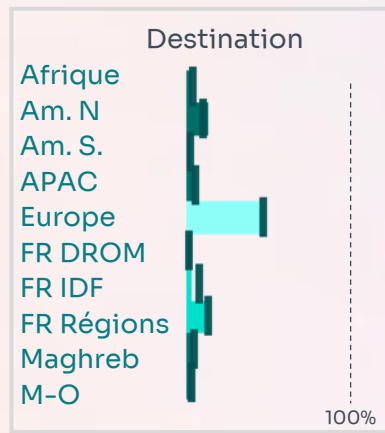 Destination
Afrique
Am. N
Am. S.
APAC
Europe
FR DROM
FR IDF
FR Régions
Maghreb
M-O
100%